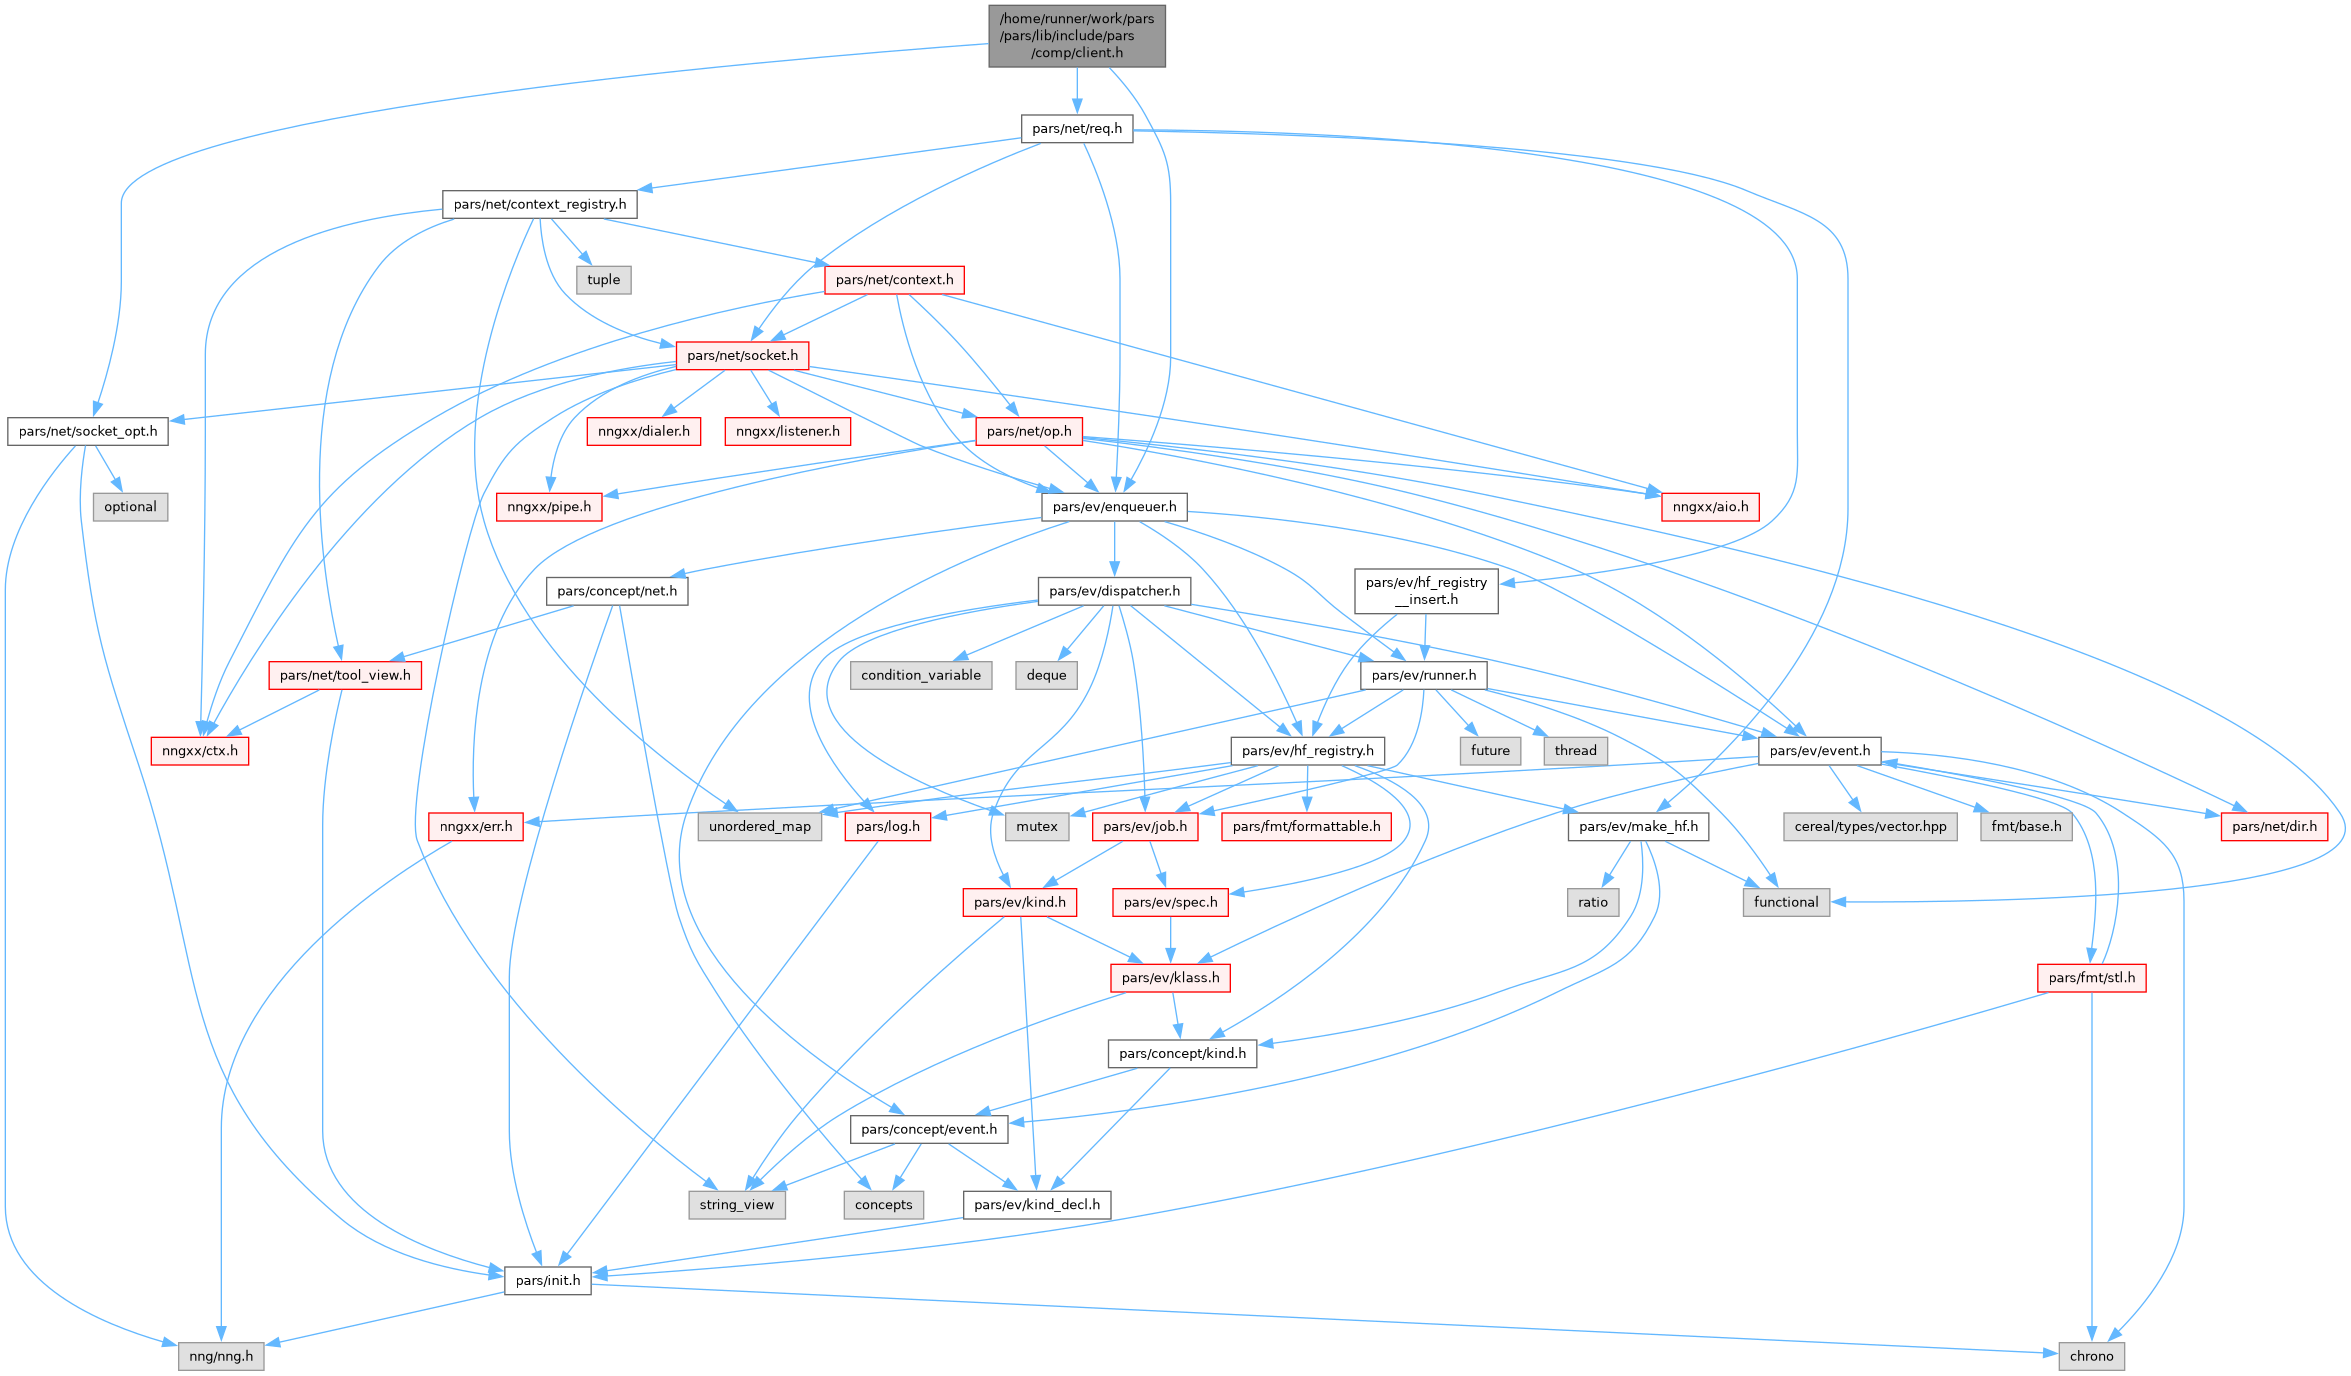 /home/runner/work/pars
/pars/lib/include/pars
/comp/client.h
pars/net/req.h
pars/net/context_registry.h
tuple
pars/net/context.h
pars/net/socket.h
pars/net/socket_opt.h
nngxx/dialer.h
nngxx/listener.h
pars/net/op.h
optional
nngxx/pipe.h
pars/ev/enqueuer.h
nngxx/aio.h
pars/concept/net.h
pars/ev/dispatcher.h
pars/ev/hf_registry
__insert.h
pars/net/tool_view.h
condition_variable
deque
pars/ev/runner.h
nngxx/ctx.h
pars/ev/hf_registry.h
future
thread
pars/ev/event.h
nngxx/err.h
unordered_map
pars/log.h
mutex
pars/ev/job.h
pars/fmt/formattable.h
pars/ev/make_hf.h
cereal/types/vector.hpp
fmt/base.h
pars/net/dir.h
pars/ev/kind.h
pars/ev/spec.h
ratio
functional
pars/ev/klass.h
pars/fmt/stl.h
pars/concept/kind.h
pars/concept/event.h
string_view
concepts
pars/ev/kind_decl.h
pars/init.h
nng/nng.h
chrono